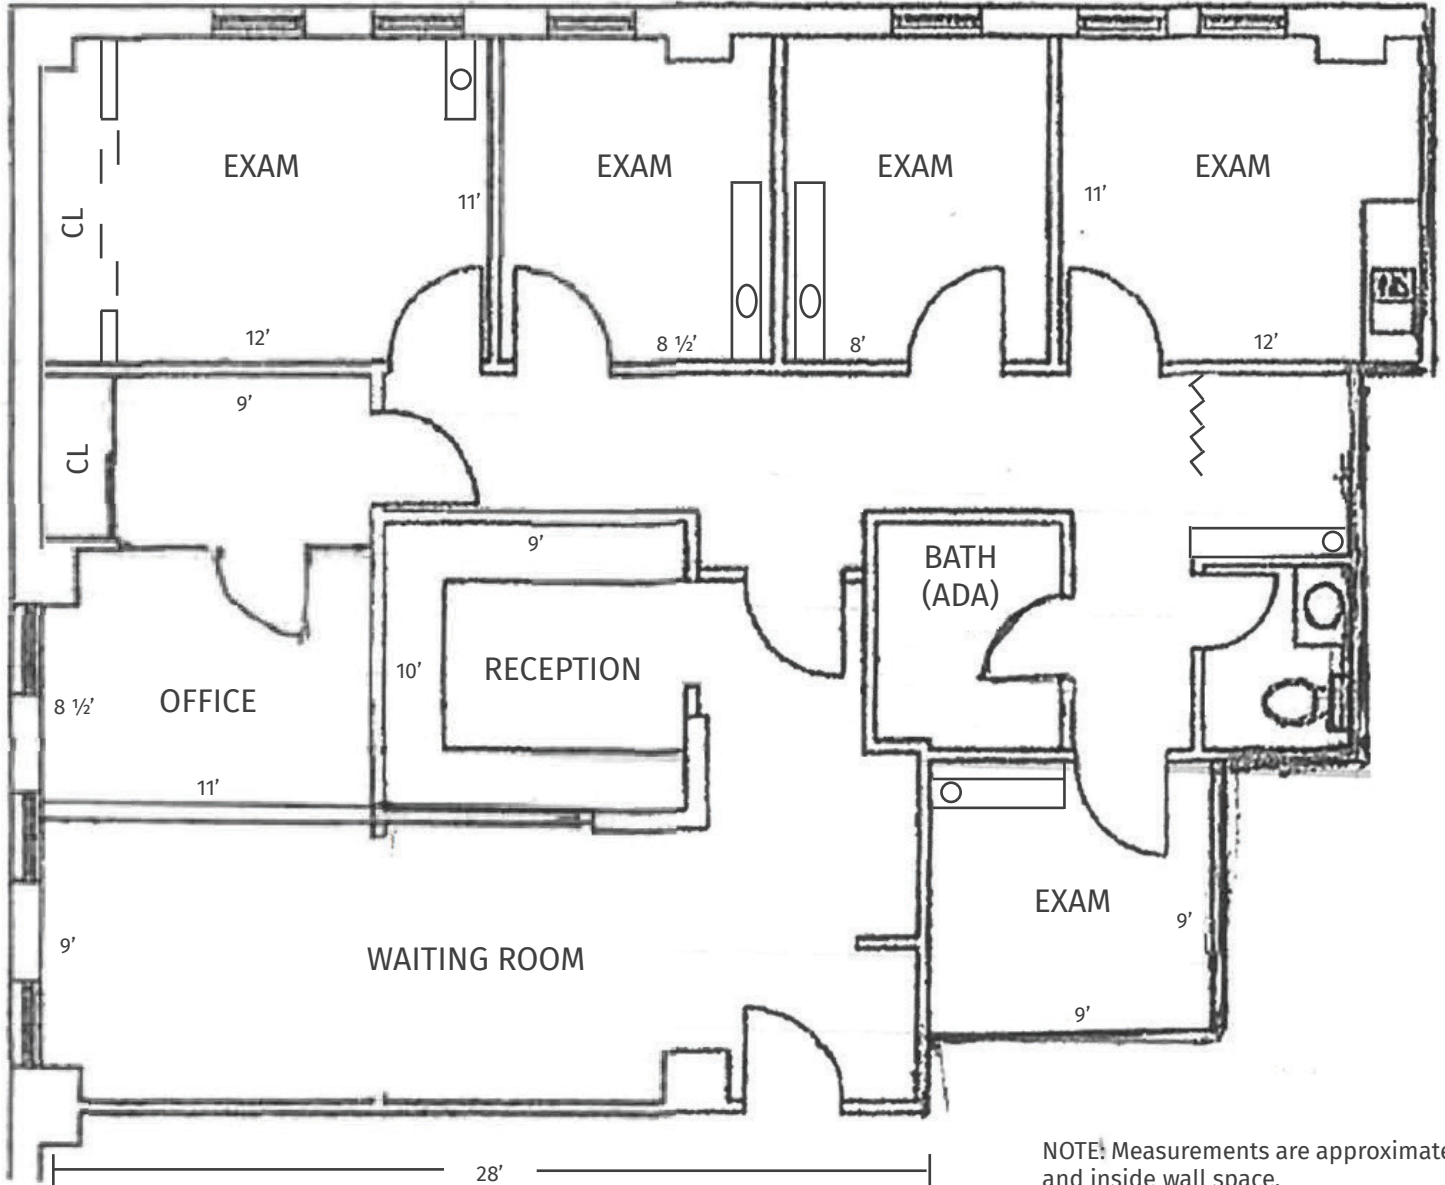 EXAM
EXAM
EXAM
EXAM
11’
11’
CL
12’
8 ½’
8’
12’
9’
CL
9’
BATH
(ADA)
10’
RECEPTION
OFFICE
8 ½’
11’
EXAM
9’
9’
WAITING ROOM
9’
28’
NOTE: Measurements are approximate
and inside wall space.